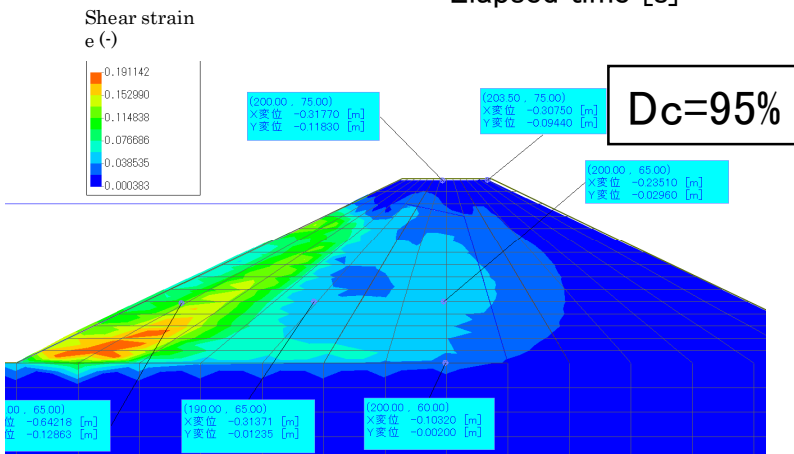 Elapsed time [s]
Shear strain
e (-)
0.191142
0.152990
0.114838
0.076686
0.038535
0.000383
(200.00 , 75.00)
X変位 -0.31770 [m]
Y変位 -0.11830 [m]
(203.50 , 75.00)
X変位 -0.30750 [m]
Y変位 -0.09440 [m]
Dc=95%
(200.00 , 65.00)
X変位 -0.23510 [m]
Y変位 -0.02960 [m]
00 , 65.00)
位 -0.64218 [m]
位 -0.12863 [m]
(190.00 , 65.00)
X変位 -0.31371 [m]
Y変位 -0.01235 [m]
(200.00 , 60.00)
X変位 -0.10320 [m]
Y変位 -0.00200 [m]